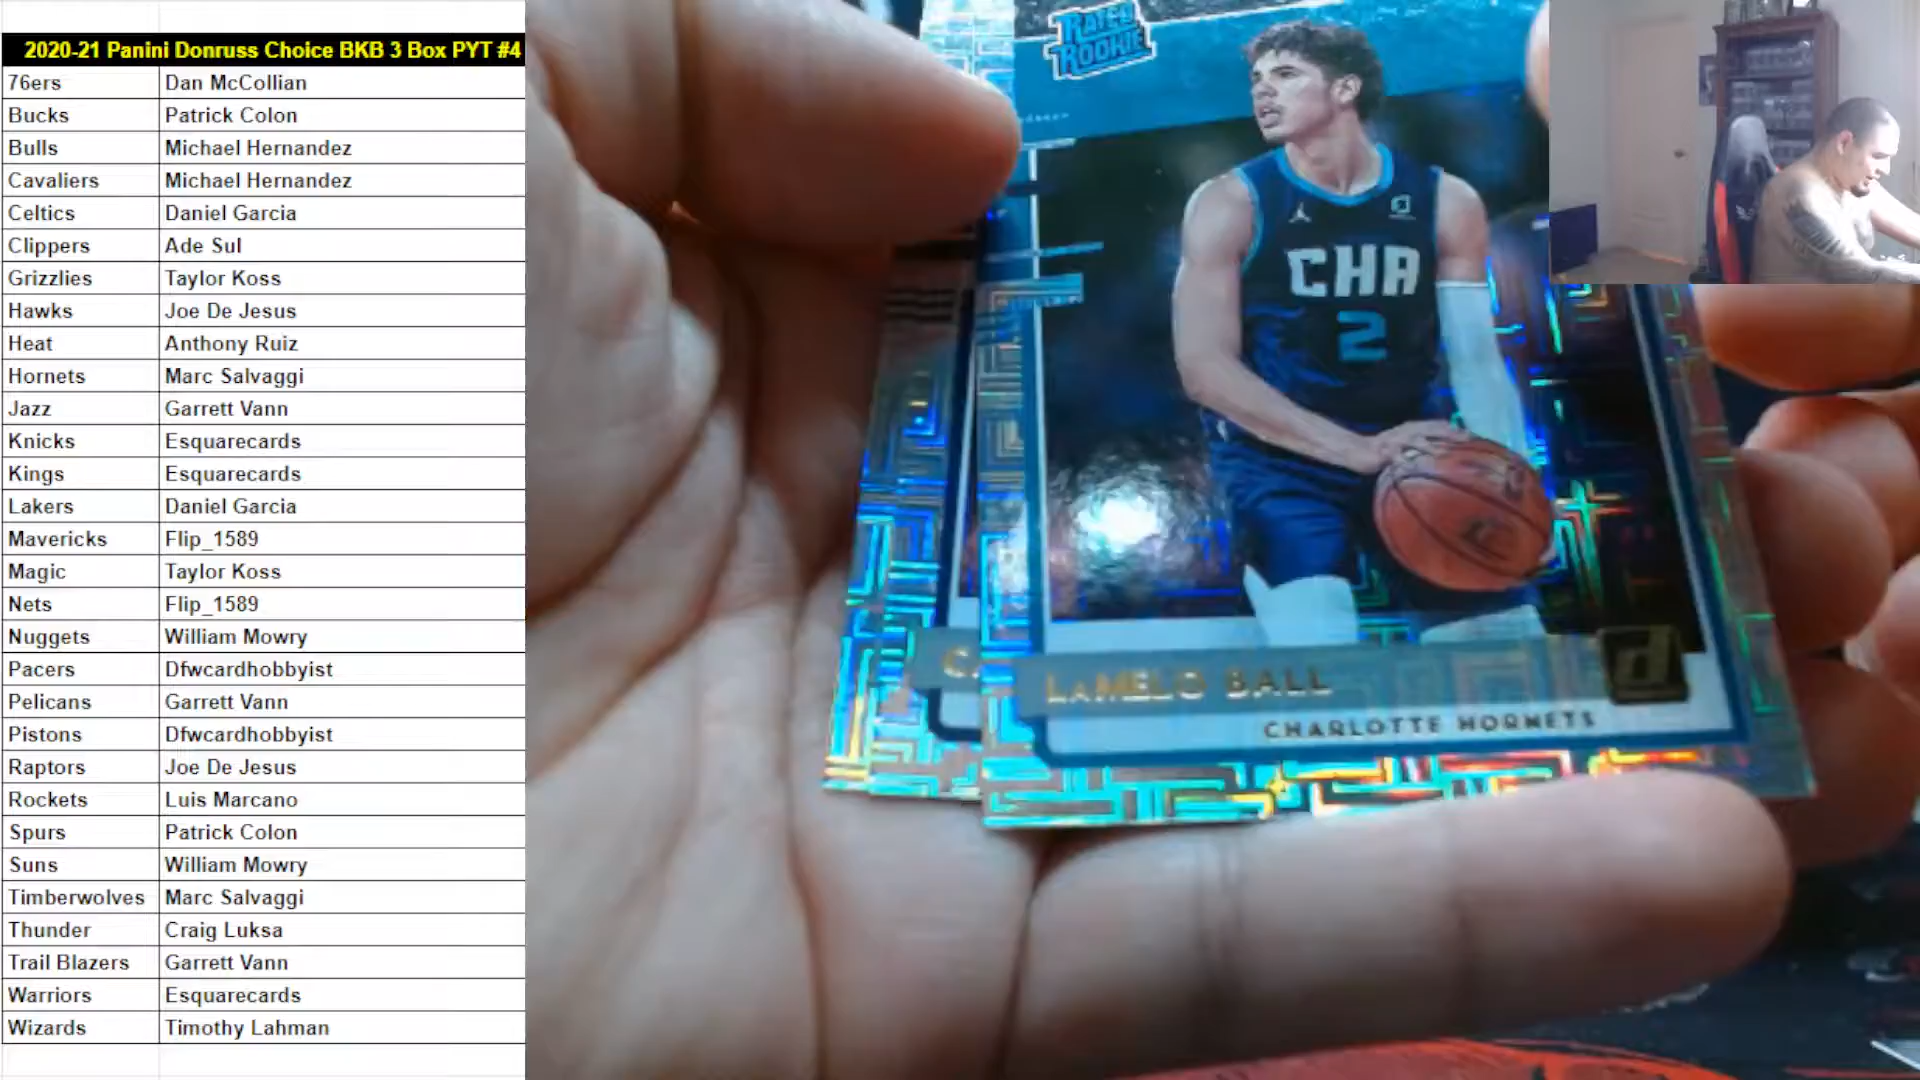 2020-21 Panini Donruss Choice BKB 3 Box PYT #4
76ers Dan McCollian
Bucks Patrick Colon
Bulls Michael Hernandez
Cavaliers Michael Hernandez
Celtics Daniel Garcia
Clippers Ade Sul
Grizzlies Taylor Koss
Hawks Joe De Jesus
Heat Anthony Ruiz
Hornets Marc Salvaggi
Jazz Garrett Vann
Knicks Esquarecards
Kings Esquarecards
Lakers Daniel Garcia
Mavericks Flip_1589
Magic Taylor Koss
Nets Flip_1589
Nuggets William Mowry
Pacers Dfwcardhobbyist
Pelicans Garrett Vann
Pistons Dfwcardhobbyist
Raptors Joe De Jesus
Rockets Luis Marcano
Spurs Patrick Colon
Suns William Mowry
Timberwolves Marc Salvaggi
Thunder Craig Luksa
Trail Blazers Garrett Vann
Warriors Esquarecards
Wizards Timothy Lahman
RATED
ROOKIE
CHA
2
LAMELO BALL
CHARLOTTE HORNETS